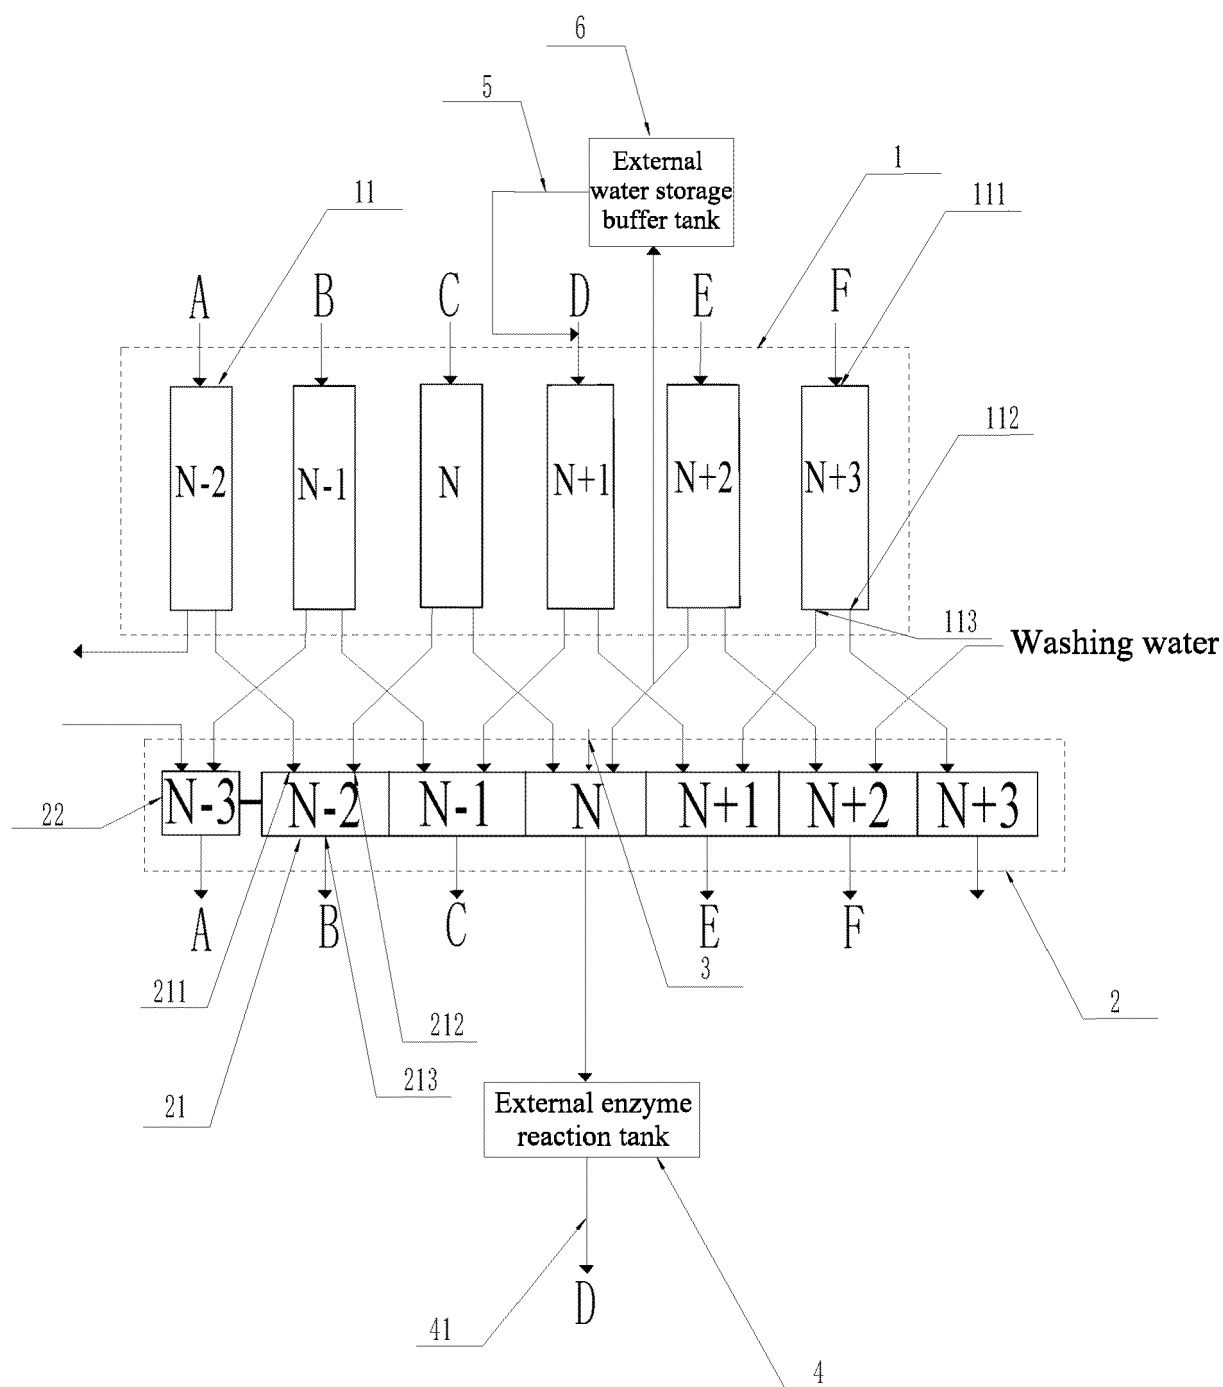 6
5
External
water storage
buffer tank
1
11
111
A
B
C
D
E
F
112
N-2
N-1
N
N+1
N+2
N+3
113
Washing water
22
N-3
N-2
N-1
N
N+1
N+2
N+3
A
B
C
E
F
3
211
212
2
213
21
External enzyme
reaction tank
41
D
4